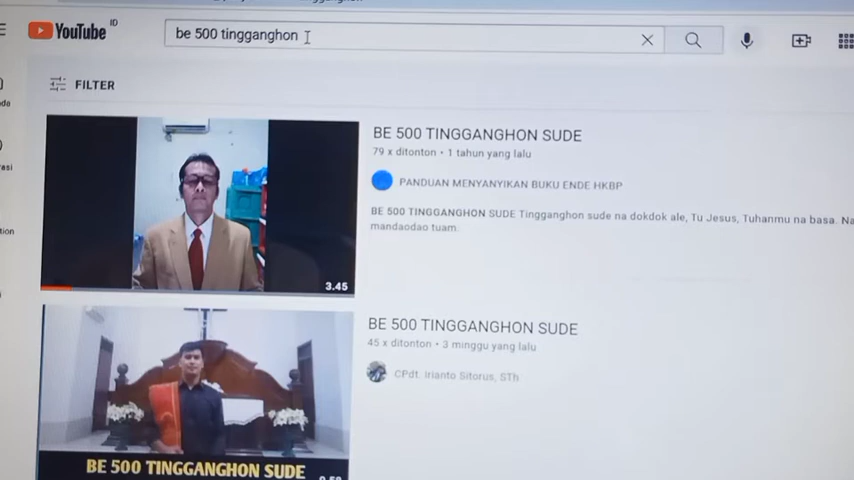 YouTube ID
be 500 tingganghon
FILTER
BE 500 TINGGANGHON SUDE
79 x ditonton • 1 tahun yang lalu
PANDUAN MENYANYIKAN BUKU ENDE HKBP
BE 500 TINGGANGHON SUDE Tingganghon sude na dokdok ale, Tu Jesus, Tuhanmu na basa. Na
mandaodao tuam.
3.45
BE 500 TINGGANGHON SUDE
45 x ditonton • 3 minggu yang lalu
CPdt. Irianto Sitorus, STh
BE 500 TINGGANGHON SUDE